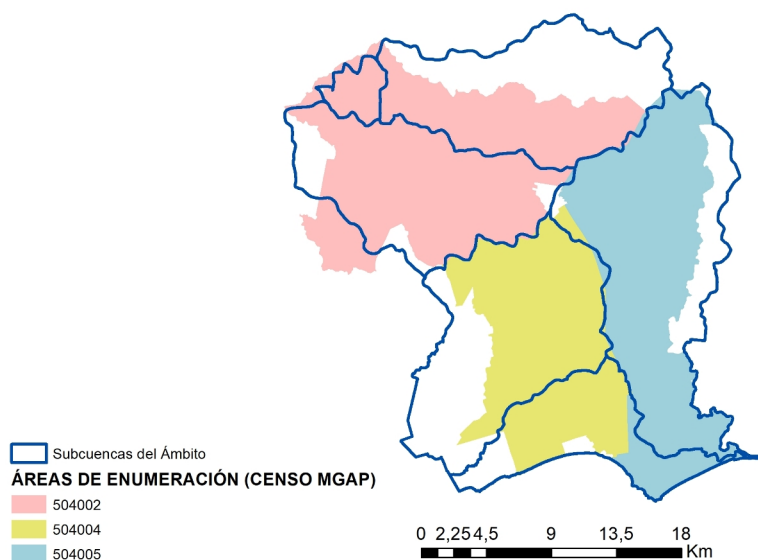 Subcuencas del Ámbito
ÁREAS DE ENUMERACIÓN (CENSO MGAP)
504002
504004
504005
0 2,25 4,5 9 13,5 18
Km